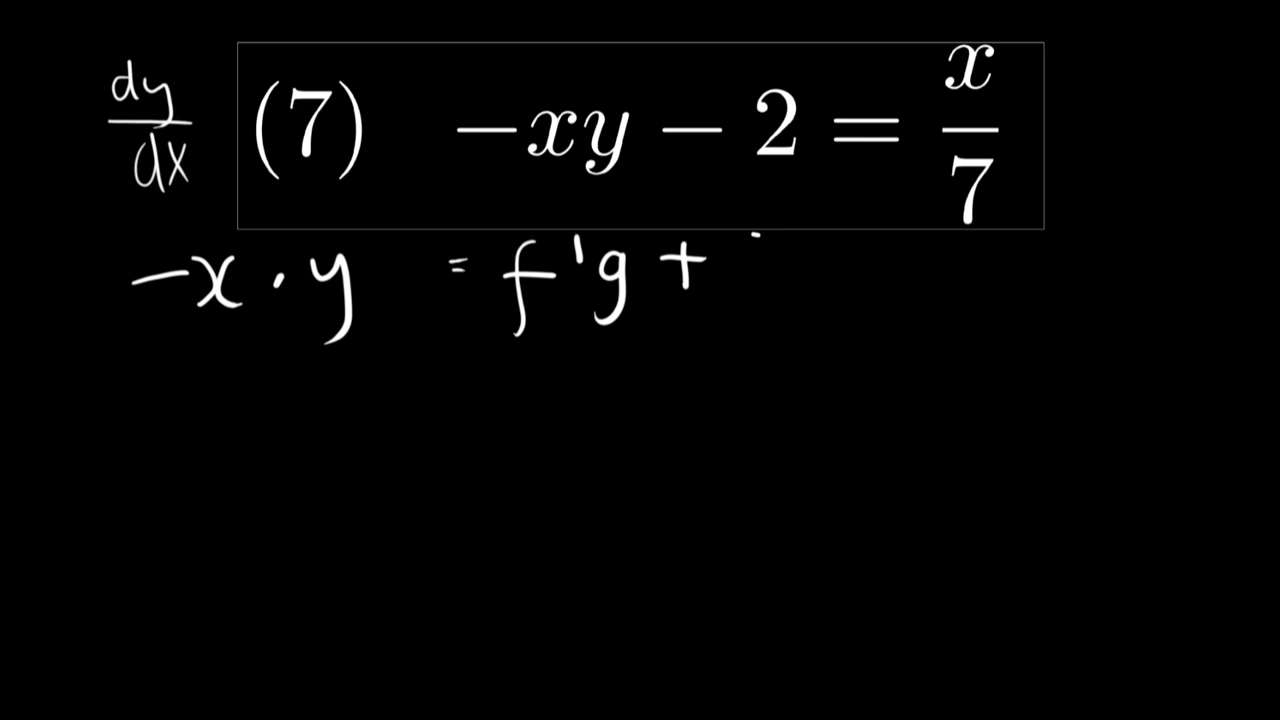 dy/dx (7) −xy − 2 = x/7
−x · y = f'g +